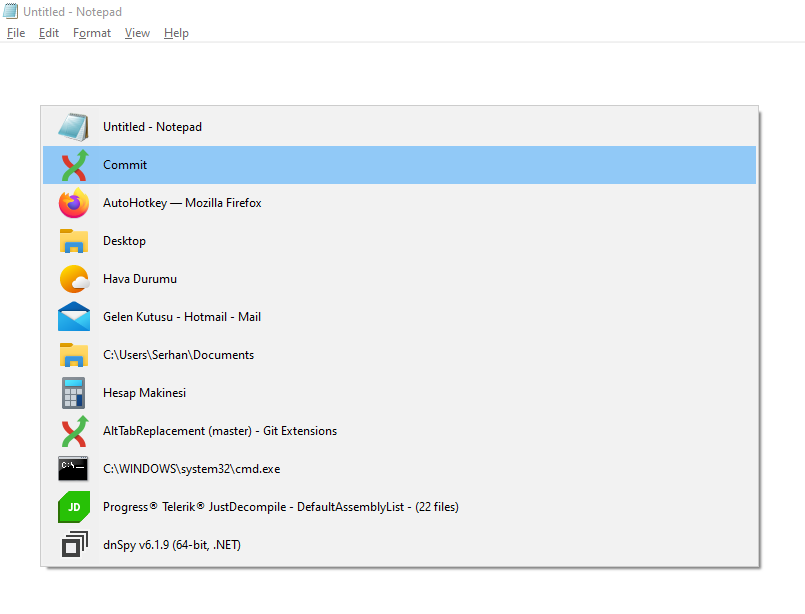 Untitled - Notepad
File Edit Format View Help
Untitled - Notepad
Commit
AutoHotkey — Mozilla Firefox
Desktop
Hava Durumu
Gelen Kutusu - Hotmail - Mail
C:\Users\Serhan\Documents
Hesap Makinesi
AltTabReplacement (master) - Git Extensions
C:\WINDOWS\system32\cmd.exe
JD Progress® Telerik® JustDecompile - DefaultAssemblyList - (22 files)
dnSpy v6.1.9 (64-bit, .NET)